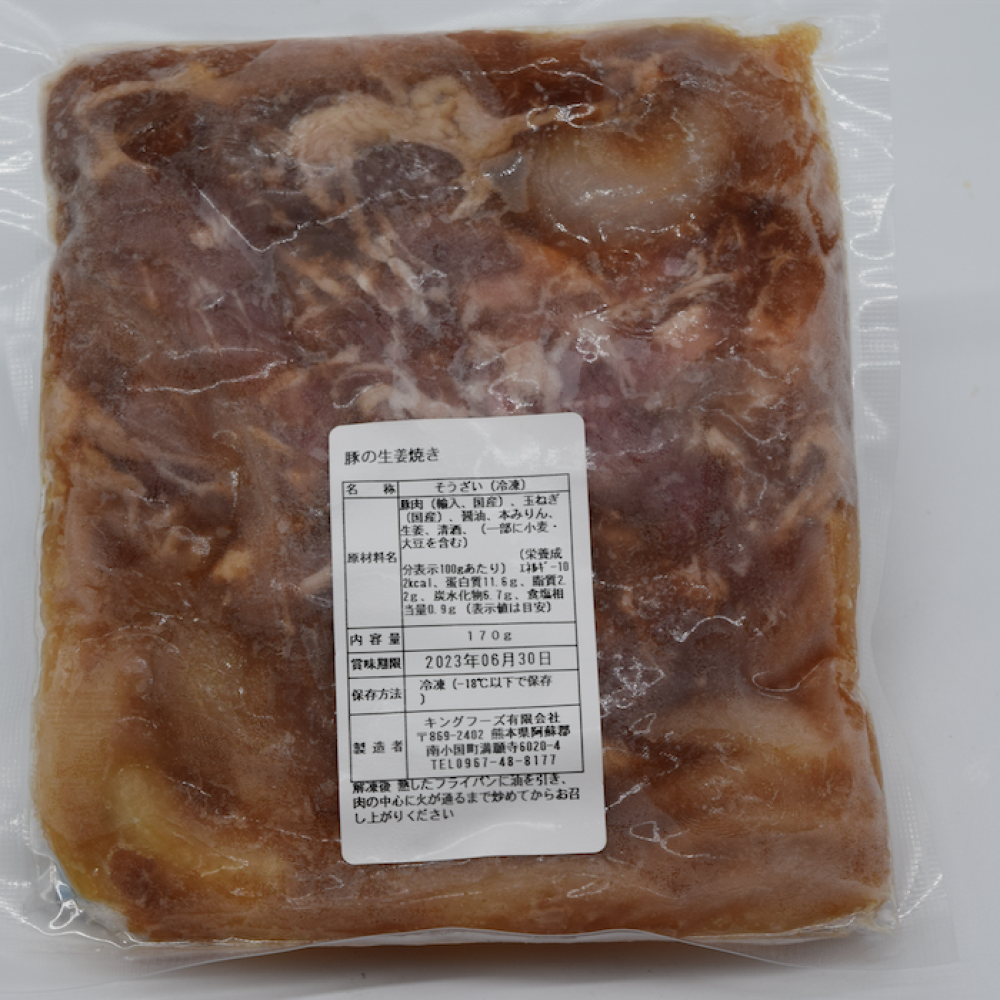 豚の生姜焼き
名 称 そうざい(冷凍)
原材料名 豚肉(輸入、国産)、玉ねぎ
(国産)、醤油、本みりん、
生姜、清酒、(一部に小麦・
大豆を含む)
(栄養成
分表示100gあたり) エネルギー10
2kcal、蛋白質11.6g、脂質2.
2g、炭水化物6.7g、食塩相
当量0.9g(表示値は目安)
内容量 170g
賞味期限 2023年06月30日
保存方法 冷凍(-18℃以下で保存
)
製造者 キングフーズ有限会社
〒869-2402 熊本県阿蘇郡
南小国町満願寺6020-4
TEL0967-48-8177
解凍後 熱したフライパンに油を引き、
肉の中心に火が通るまで炒めてからお召
し上がりください